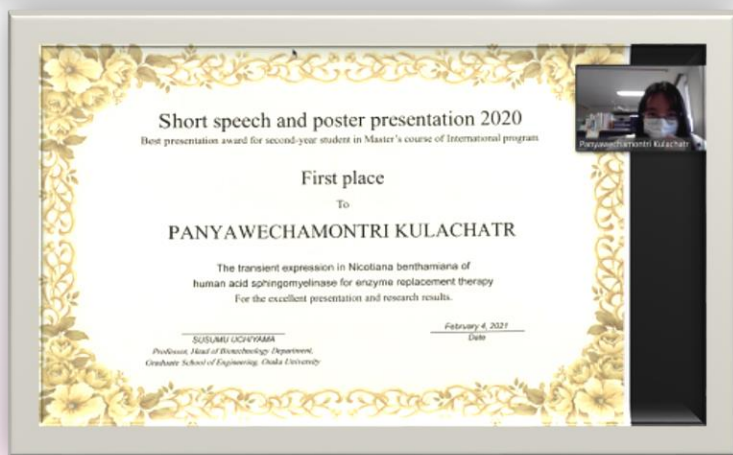 Short speech and poster presentation 2020
Best presentation award for second-year student in Master's course of International program
First place
To
PANYAWECHAMONTRI KULACHATR
The transient expression in Nicotiana benthamiana of
human acid sphingomyelinase for enzyme replacement therapy
For the excellent presentation and research results.
February 4, 2021
Date
SUSUMU UCHIYAMA
Professor, Head of Biotechnology Department,
Graduate School of Engineering, Osaka University
Panyawechamontri Kulachatr